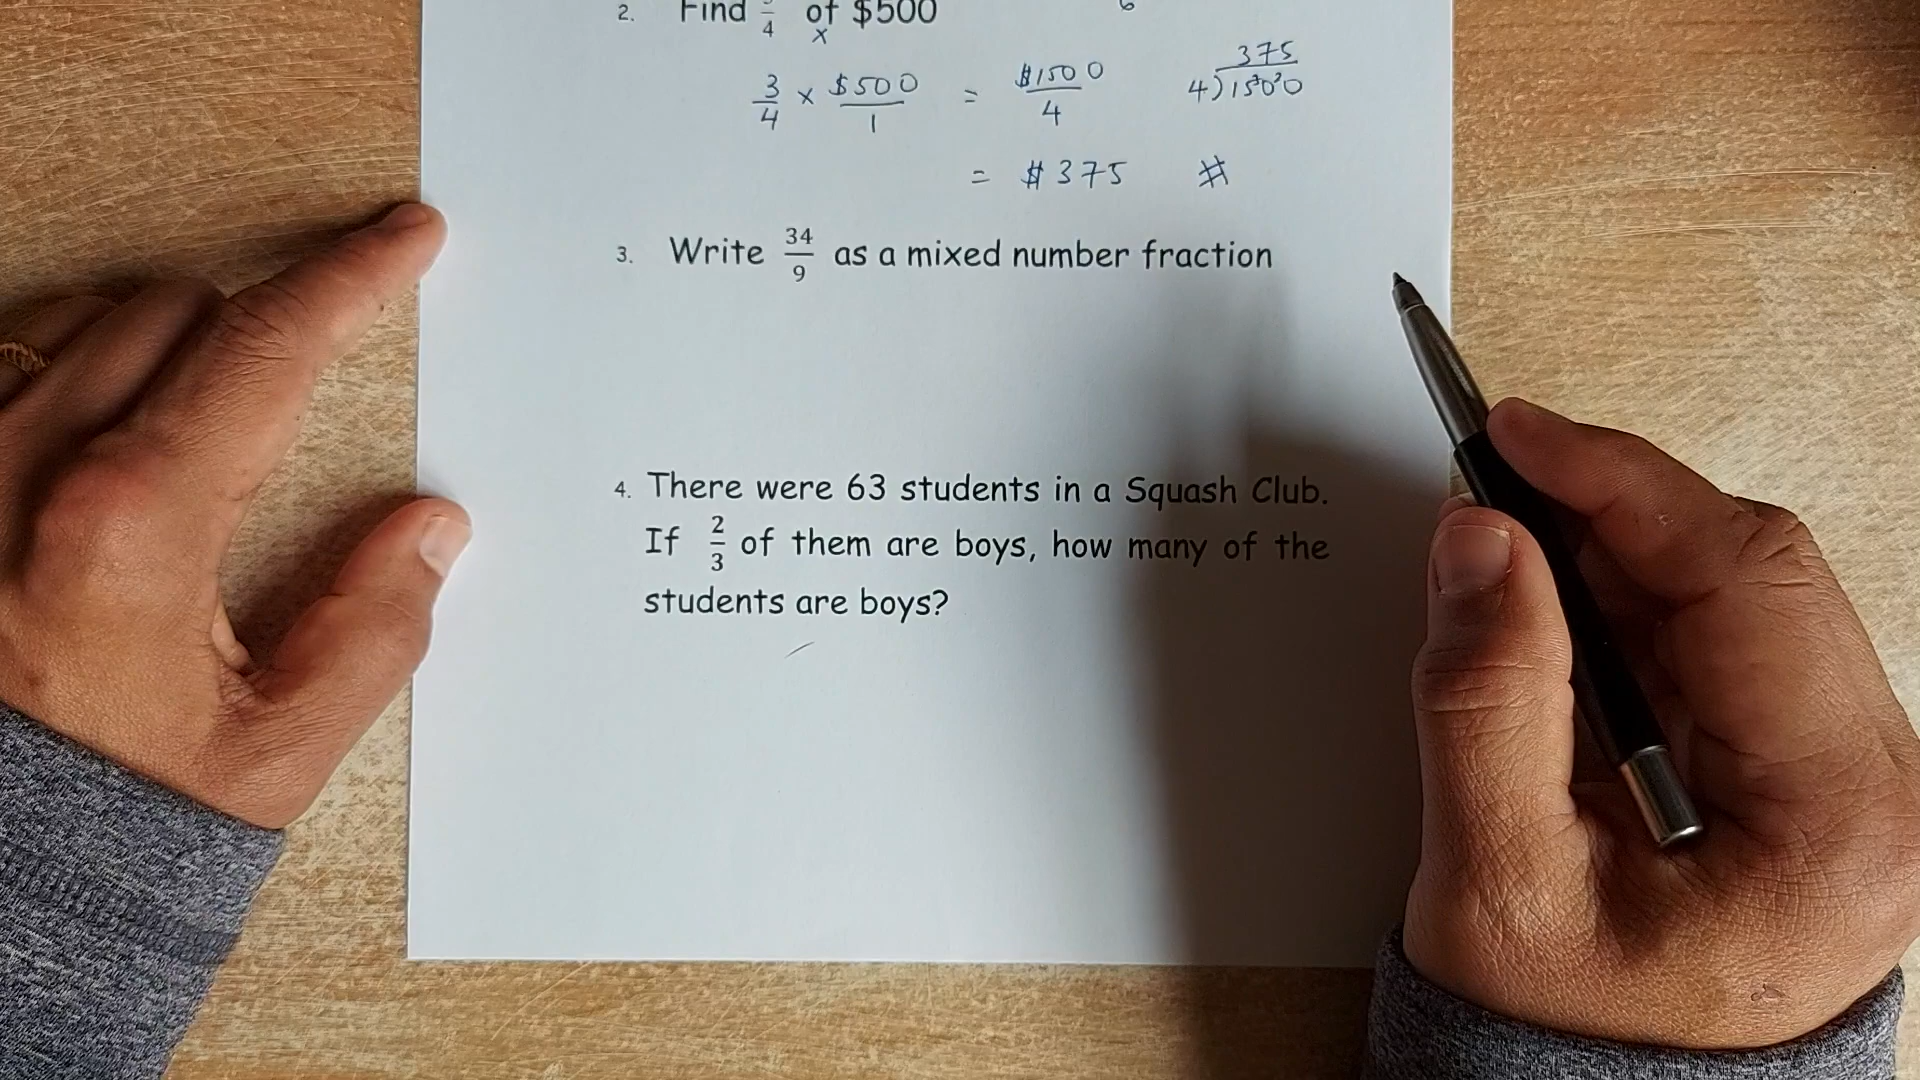 2. Find 3/4 of $500
x
3/4 × $500/1 = $1500/4
375
4)1500
= $375 #
3. Write 34/9 as a mixed number fraction
4. There were 63 students in a Squash Club.
If 2/3 of them are boys, how many of the
students are boys?